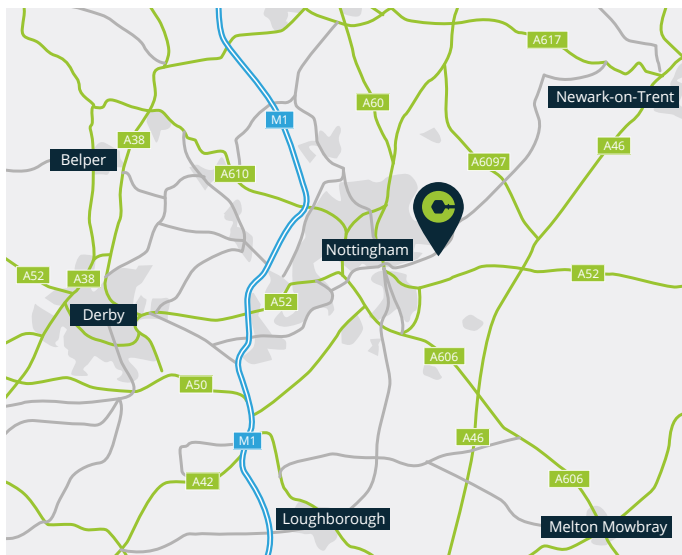 A617
Newark-on-Trent
A60
M1
A38
A46
Belper
A6097
A610
Nottingham
A52
A38
A52
A52
Derby
A606
A50
A46
M1
A606
A42
Loughborough
Melton Mowbray